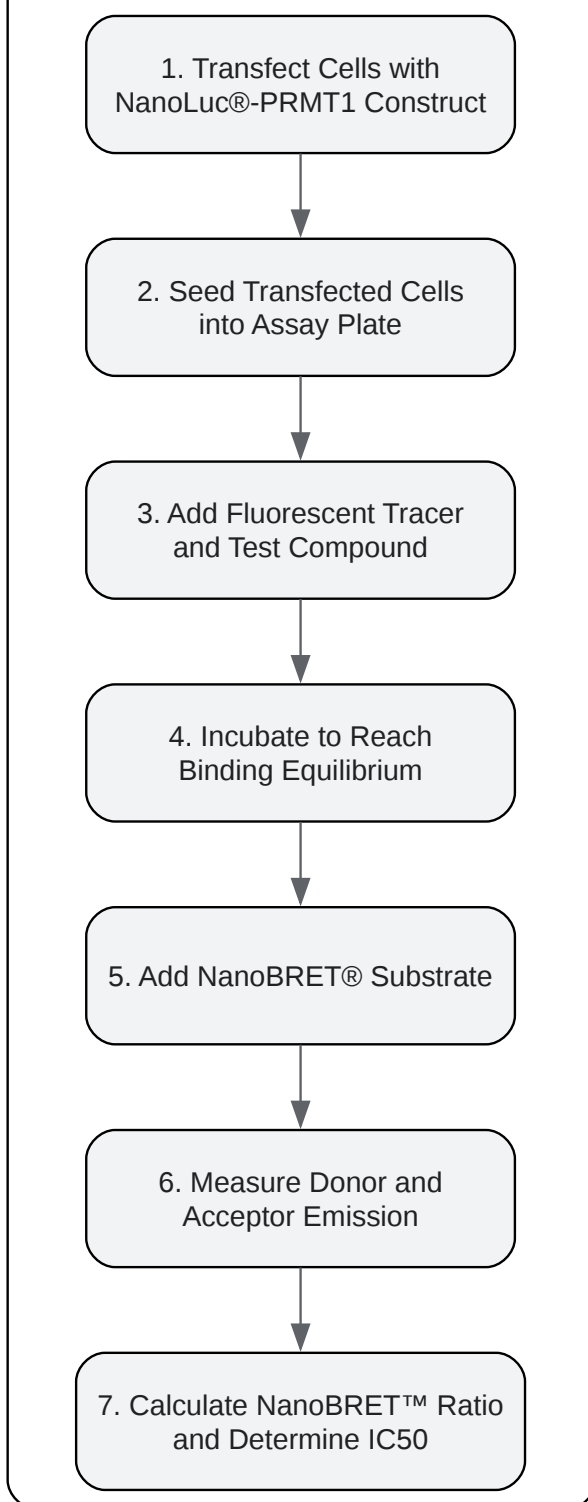 1. Transfect Cells with
NanoLuc®-PRMT1 Construct
2. Seed Transfected Cells
into Assay Plate
3. Add Fluorescent Tracer
and Test Compound
4. Incubate to Reach
Binding Equilibrium
5. Add NanoBRET® Substrate
6. Measure Donor and
Acceptor Emission
7. Calculate NanoBRET™ Ratio
and Determine IC50